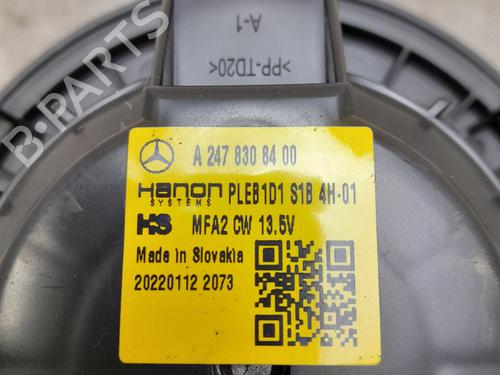 A-1
>PP-TD20<
A 247 830 84 00
Hanon PLEB1D1 S1B 4H-01
SYSTEMS
HS MFA2 CW 13.5V
Made in Slovakia
20220112 2073